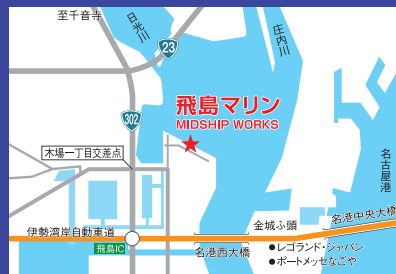 至千音寺
日光川
庄内川
23
302
飛島マリン
MIDSHIP WORKS
木場一丁目交差点
名古屋港
伊勢湾岸自動車道
飛島IC
金城ふ頭
名港中央大橋
名港西大橋
●レゴランド・ジャパン
●ポートメッセなごや